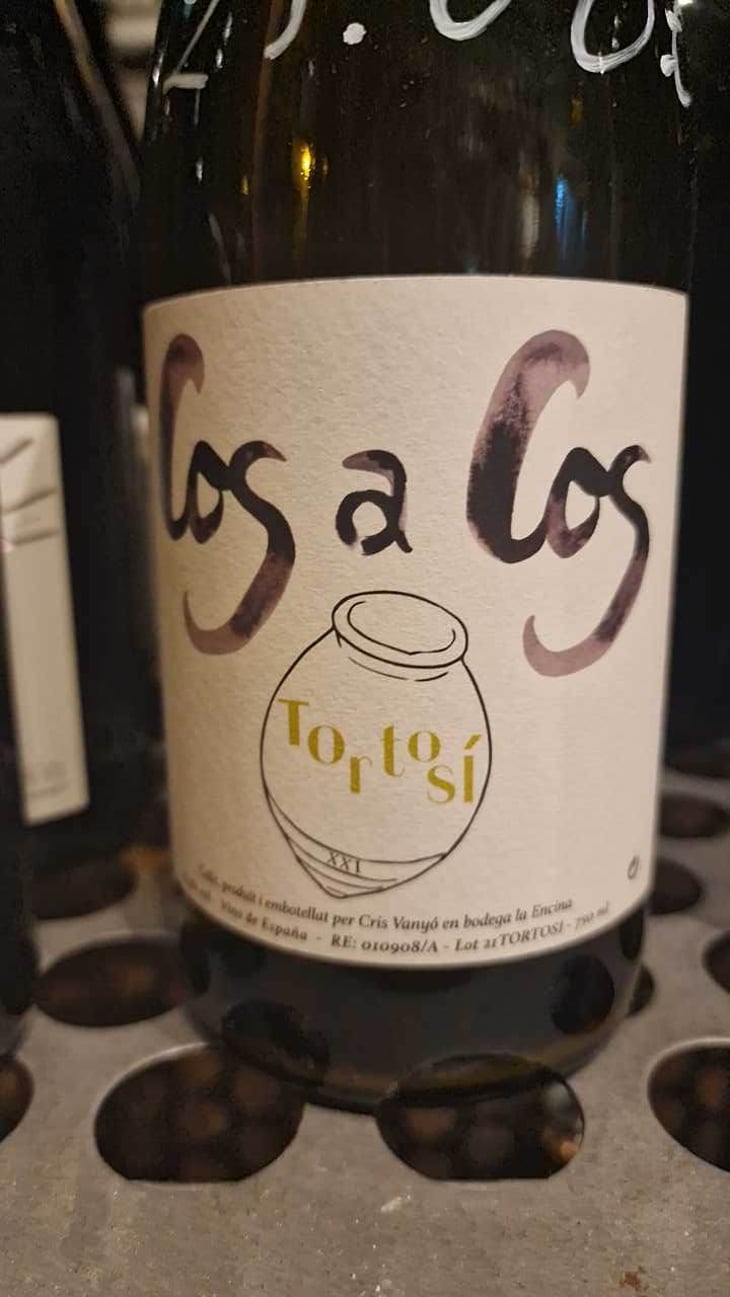 Cos a Cos
Tortosí
XXI
Collit, produït i embotellat per Cris Vanyó en bodega la Encina
Vino de España - RE: 010908/A - Lot 21TORTOSI - 750 ml